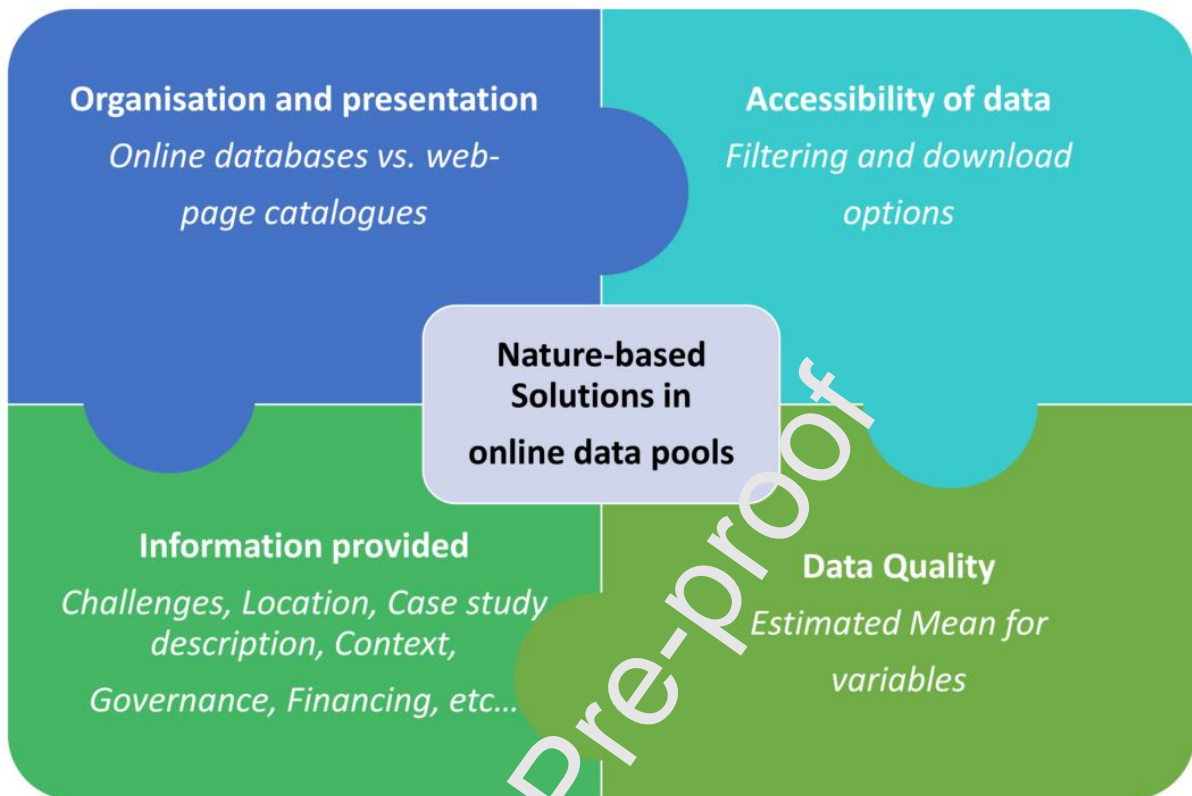 Organisation and presentation
Online databases vs. web-
page catalogues
Accessibility of data
Filtering and download
options
Nature-based
Solutions in
online data pools
Information provided
Challenges, Location, Case study
description, Context,
Governance, Financing, etc...
Data Quality
Estimated Mean for
variables
Pre-proof